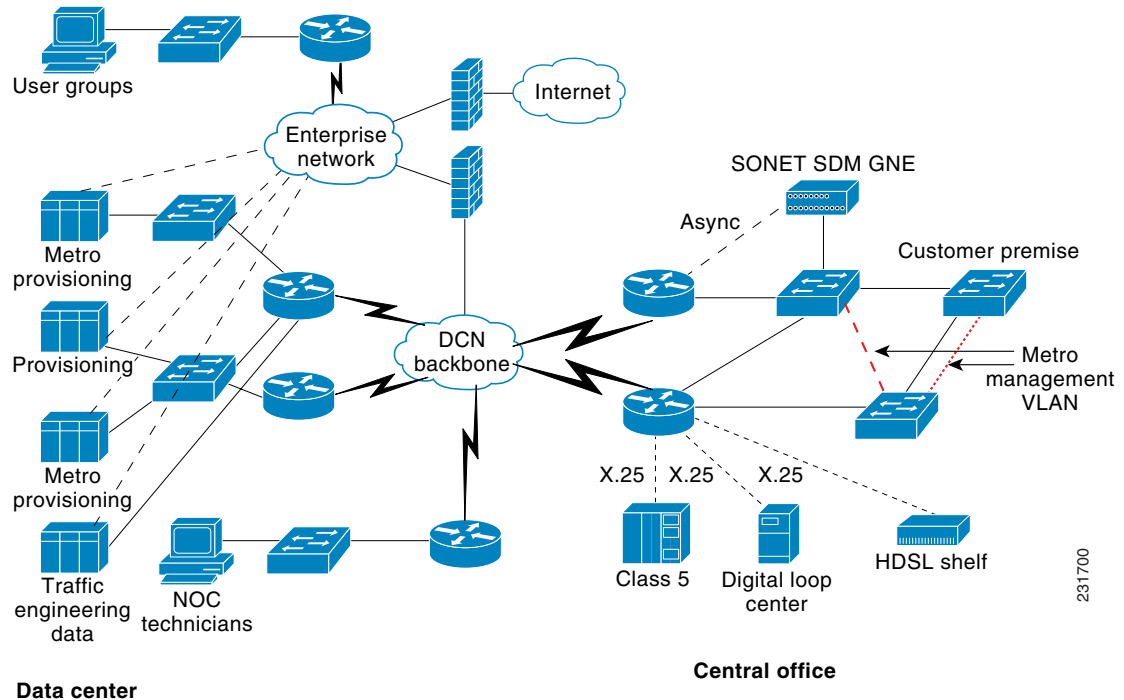 User groups
Internet
Enterprise
network
SONET SDM GNE
Async
Customer premise
Metro
provisioning
Provisioning
DCN
backbone
Metro
management
VLAN
Metro
provisioning
X.25
X.25
X.25
Traffic
engineering
data
NOC
technicians
Class 5
Digital loop
center
HDSL shelf
231700
Data center
Central office